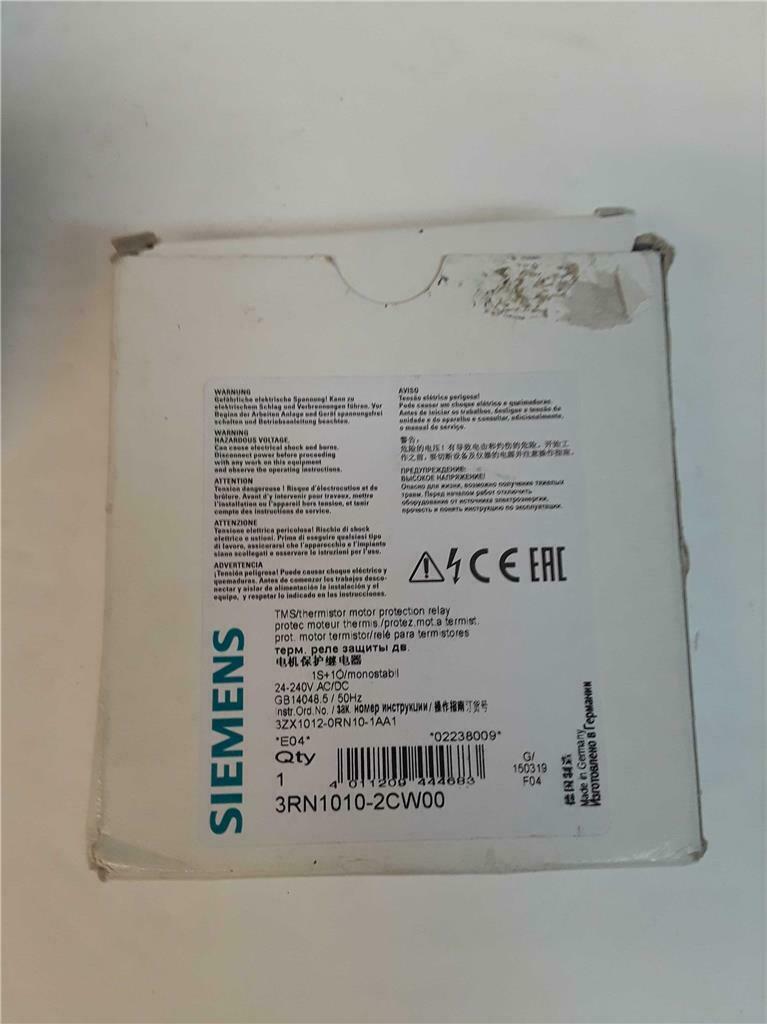 WARNUNG
Gefährliche elektrische Spannung! Kann zu
elektrischem Schlag und Verbrennungen führen. Vor
Beginn der Arbeiten Anlage und Gerät spannungsfrei
schalten und Betriebsanleitung beachten.
WARNING
HAZARDOUS VOLTAGE.
Can cause electrical shock and burns.
Disconnect power before proceeding
with any work on this equipment
and observe the operating instructions.
ATTENTION
Tension dangereuse ! Risque d'électrocution et de
brûlure. Avant d'y intervenir pour travaux, mettre
l'installation ou l'appareil hors tension, et tenir
compte des instructions de service.
ATTENZIONE
Tensione elettrica pericolosa! Rischio di shock
elettrico e ustioni. Prima di eseguire qualsiasi tipo
di lavoro, assicurarsi che l'apparecchio e l'impianto
siano scollegati e osservare le istruzioni per l'uso.
ADVERTENCIA
¡Tensión peligrosa! Puede causar choque eléctrico y
quemaduras. Antes de comenzar los trabajos desco-
nectar y aislar de alimentación la instalación y el
equipo, y respetar lo indicado en las instrucciones.
AVISO
Tensão elétrica perigosa!
Pode causar um choque elétrico e queimaduras.
Antes de iniciar os trabalhos, desligue a tensão da
unidade e do aparelho e consultar, adicionalmente,
o manual de serviço.
警告:
危险的电压！有导致电击和灼伤的危险。开始工
作之前，要切断设备及仪器的电源并注意操作指南。
ПРЕДУПРЕЖДЕНИЕ:
ВЫСОКОЕ НАПРЯЖЕНИЕ!
Опасно для жизни, возможно получение тяжелых
травм. Перед началом работ отключить
оборудование от источника электроэнергии,
прочесть и понять инструкцию по эксплуатации.
CE EAC
SIEMENS
TMS/thermistor motor protection relay
protec moteur thermis./protez.mot.a termist.
prot. motor termistor/relé para termistores
терм. реле защиты дв.
电机保护继电器
1S+1Ö/monostabil
24-240V AC/DC
GB14048.5 / 50Hz
Instr.Ord.No. / зак. номер инструкции / 操作指南订货号
3ZX1012-0RN10-1AA1
*E04* *02238009*
Qty
1
4 011209 444683
G/
150319
F04
3RN1010-2CW00
德国制造
Made in Germany
Изготовлено в Германии